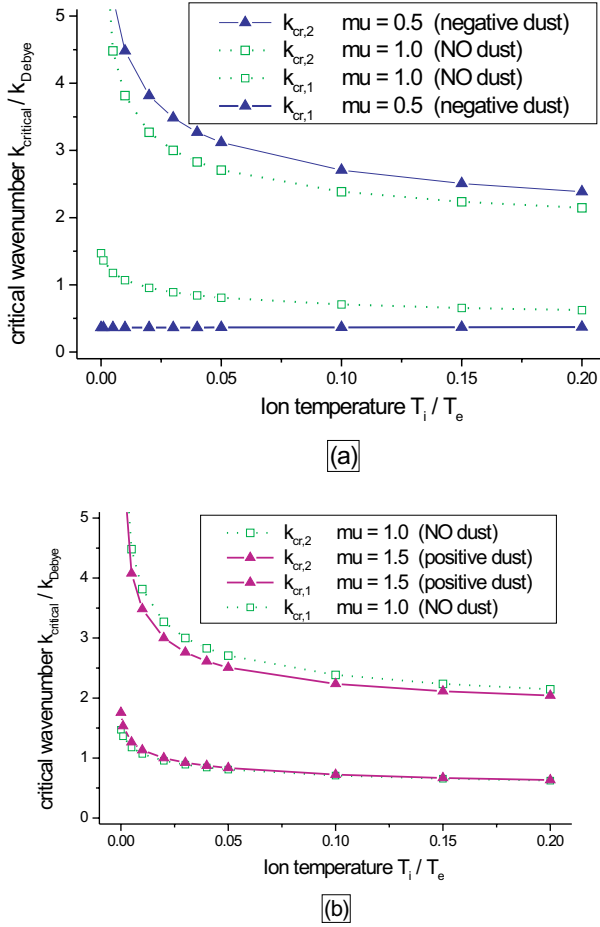 k_cr,2 mu = 0.5 (negative dust)
k_cr,2 mu = 1.0 (NO dust)
k_cr,1 mu = 1.0 (NO dust)
k_cr,1 mu = 0.5 (negative dust)
critical wavenumber k_critical / k_Debye
5
4
3
2
1
0
0.00 0.05 0.10 0.15 0.20
Ion temperature T_i / T_e
(a)
k_cr,2 mu = 1.0 (NO dust)
k_cr,2 mu = 1.5 (positive dust)
k_cr,1 mu = 1.5 (positive dust)
k_cr,1 mu = 1.0 (NO dust)
critical wavenumber k_critical / k_Debye
5
4
3
2
1
0
0.00 0.05 0.10 0.15 0.20
Ion temperature T_i / T_e
(b)